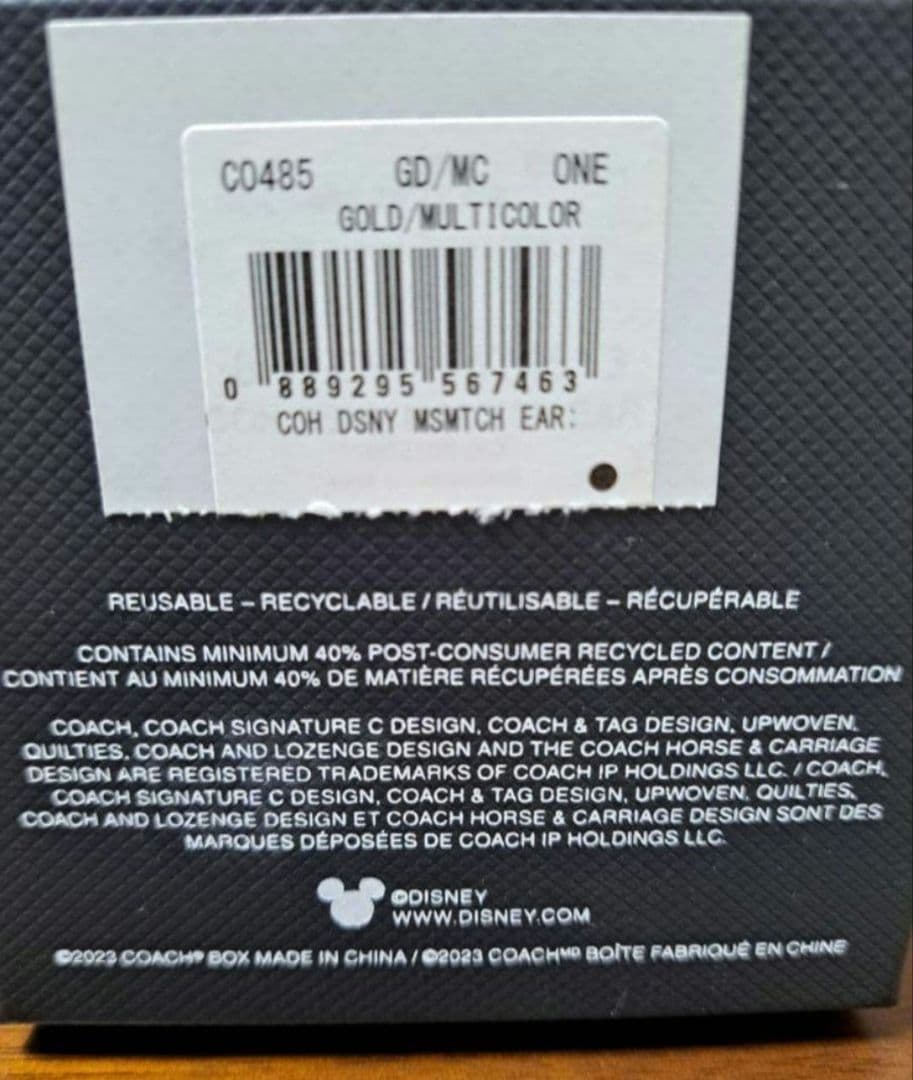 C0485 GD/MC ONE
GOLD/MULTICOLOR
0 889295 567463
COH DSNY MSMTCH EAR:
REUSABLE – RECYCLABLE / RÉUTILISABLE – RÉCUPÉRABLE
CONTAINS MINIMUM 40% POST-CONSUMER RECYCLED CONTENT /
CONTIENT AU MINIMUM 40% DE MATIÈRE RÉCUPÉRÉES APRÈS CONSOMMATION
COACH, COACH SIGNATURE C DESIGN, COACH & TAG DESIGN, UPWOVEN,
QUILTIES, COACH AND LOZENGE DESIGN AND THE COACH HORSE & CARRIAGE
DESIGN ARE REGISTERED TRADEMARKS OF COACH IP HOLDINGS LLC. / COACH,
COACH SIGNATURE C DESIGN, COACH & TAG DESIGN, UPWOVEN, QUILTIES,
COACH AND LOZENGE DESIGN ET COACH HORSE & CARRIAGE DESIGN SONT DES
MARQUES DÉPOSÉES DE COACH IP HOLDINGS LLC.
©DISNEY
WWW.DISNEY.COM
©2023 COACH® BOX MADE IN CHINA / ©2023 COACHMD BOÎTE FABRIQUÉ EN CHINE